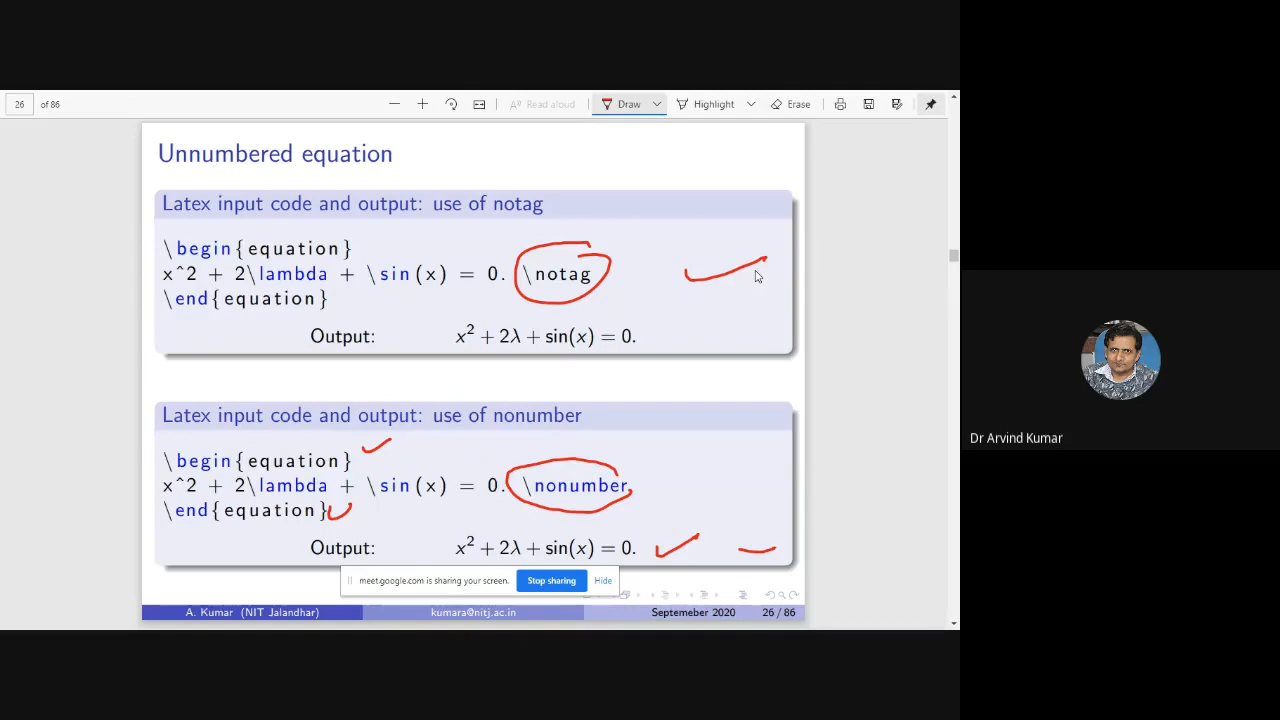 26 of 86
Read aloud
Draw
Highlight
Erase
Unnumbered equation
Latex input code and output: use of notag
\begin{equation}
x^2 + 2\lambda + \sin(x) = 0. \notag
\end{equation}
Output: x² + 2λ + sin(x) = 0.
Latex input code and output: use of nonumber
\begin{equation}
x^2 + 2\lambda + \sin(x) = 0. \nonumber
\end{equation}
Output: x² + 2λ + sin(x) = 0.
meet.google.com is sharing your screen. Stop sharing Hide
A. Kumar (NIT Jalandhar) kumara@nitj.ac.in Septemeber 2020 26 / 86
Dr Arvind Kumar